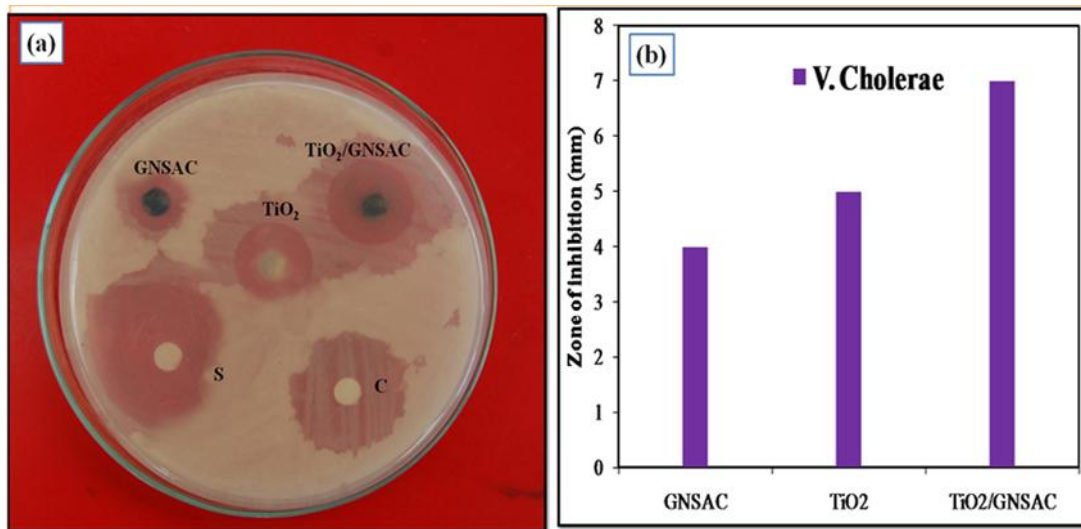 (a)
GNSAC
TiO₂/GNSAC
TiO₂
S
C
(b)
V. Cholerae
Zone of inhibition (mm)
8
7
6
5
4
3
2
1
0
GNSAC
TiO2
TiO2/GNSAC